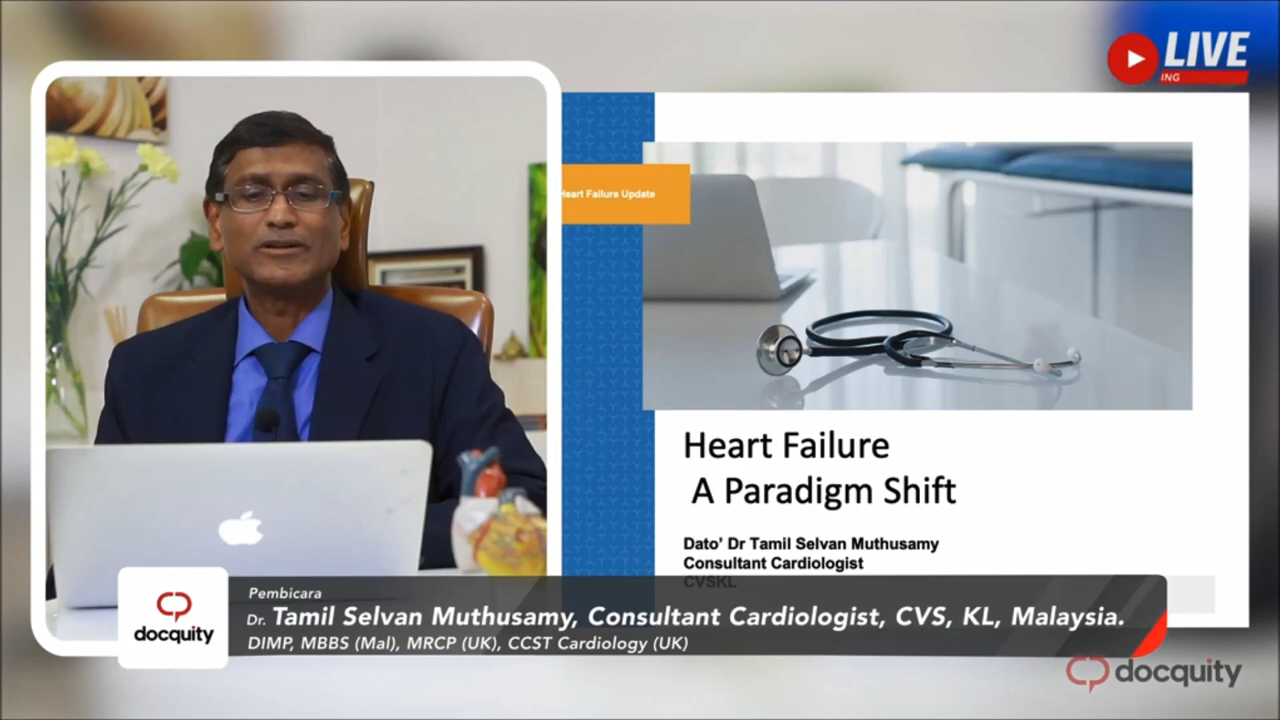 LIVE
ING
Heart Failure Update
Heart Failure
A Paradigm Shift
Dato' Dr Tamil Selvan Muthusamy
Consultant Cardiologist
CVSKL
docquity
Pembicara
Dr. Tamil Selvan Muthusamy, Consultant Cardiologist, CVS, KL, Malaysia.
DIMP, MBBS (Mal), MRCP (UK), CCST Cardiology (UK)
docquity